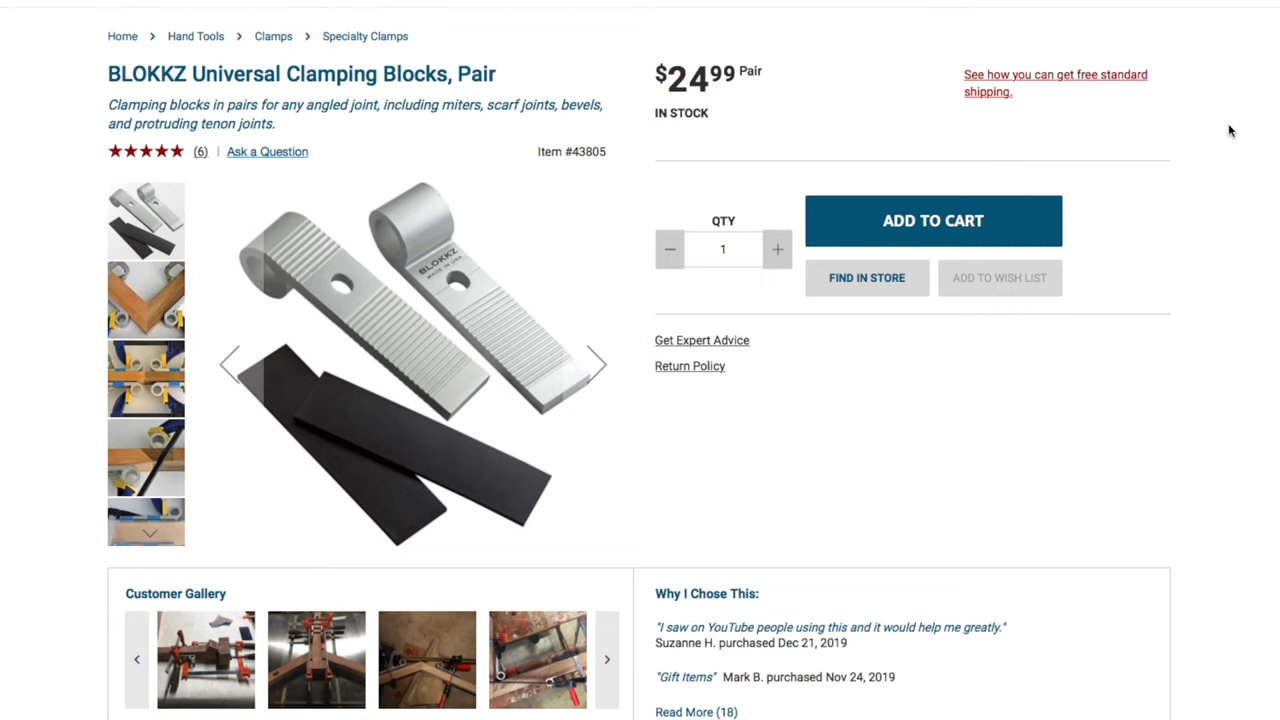 Home > Hand Tools > Clamps > Specialty Clamps
BLOKKZ Universal Clamping Blocks, Pair
Clamping blocks in pairs for any angled joint, including miters, scarf joints, bevels,
and protruding tenon joints.
(6) | Ask a Question
Item #43805
BLOKKZ
MADE IN USA
$24 99 Pair
IN STOCK
See how you can get free standard
shipping.
QTY
− 1 +
ADD TO CART
FIND IN STORE
ADD TO WISH LIST
Get Expert Advice
Return Policy
Customer Gallery
Why I Chose This:
"I saw on YouTube people using this and it would help me greatly."
Suzanne H. purchased Dec 21, 2019
"Gift Items" Mark B. purchased Nov 24, 2019
Read More (18)